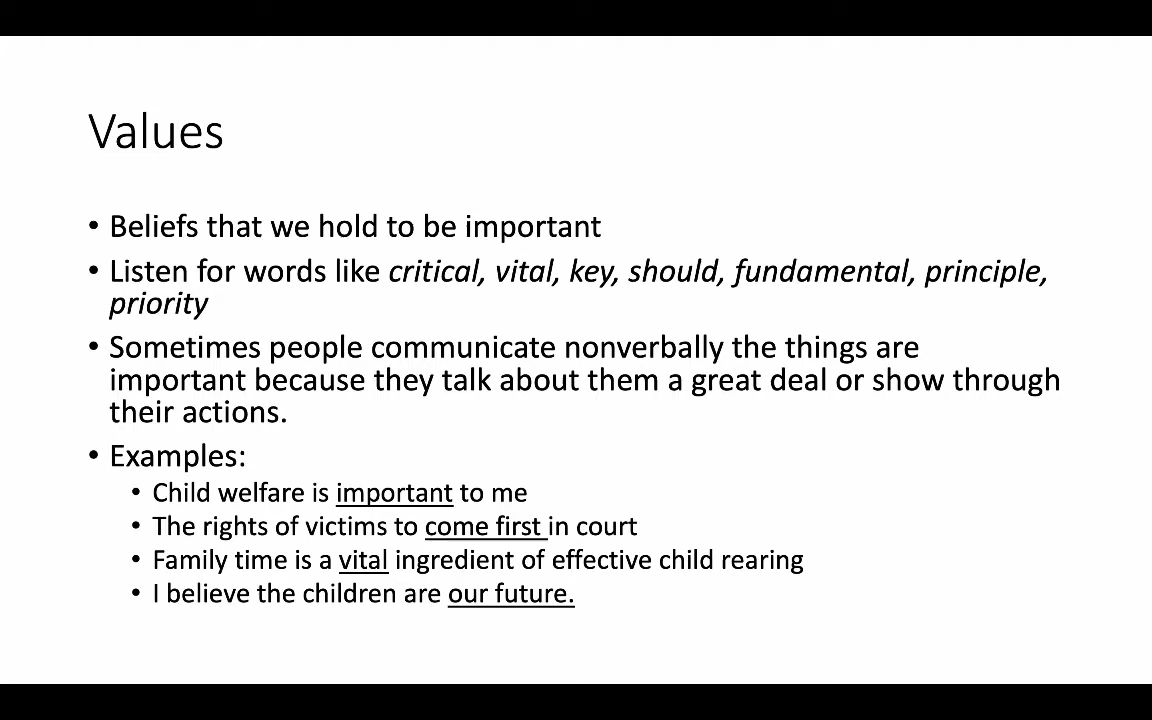 Values
• Beliefs that we hold to be important
• Listen for words like critical, vital, key, should, fundamental, principle,
priority
• Sometimes people communicate nonverbally the things are
important because they talk about them a great deal or show through
their actions.
• Examples:
• Child welfare is important to me
• The rights of victims to come first in court
• Family time is a vital ingredient of effective child rearing
• I believe the children are our future.